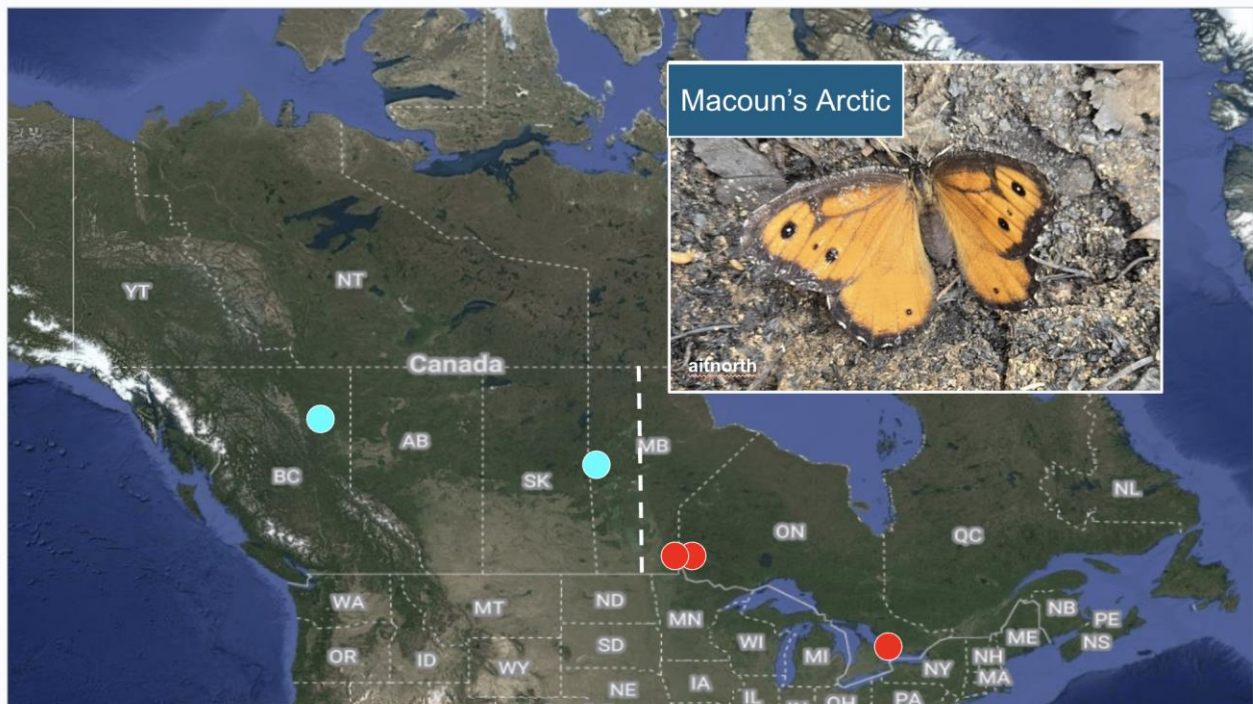 Macoun's Arctic
aitnorth
YT
NT
Canada
BC
AB
SK
MB
ON
QC
NL
WA
MT
ND
MN
NB
PE
OR
ID
WY
SD
WI
MI
NY
NH
ME
NS
MA
NE
IA
IL
OH
PA